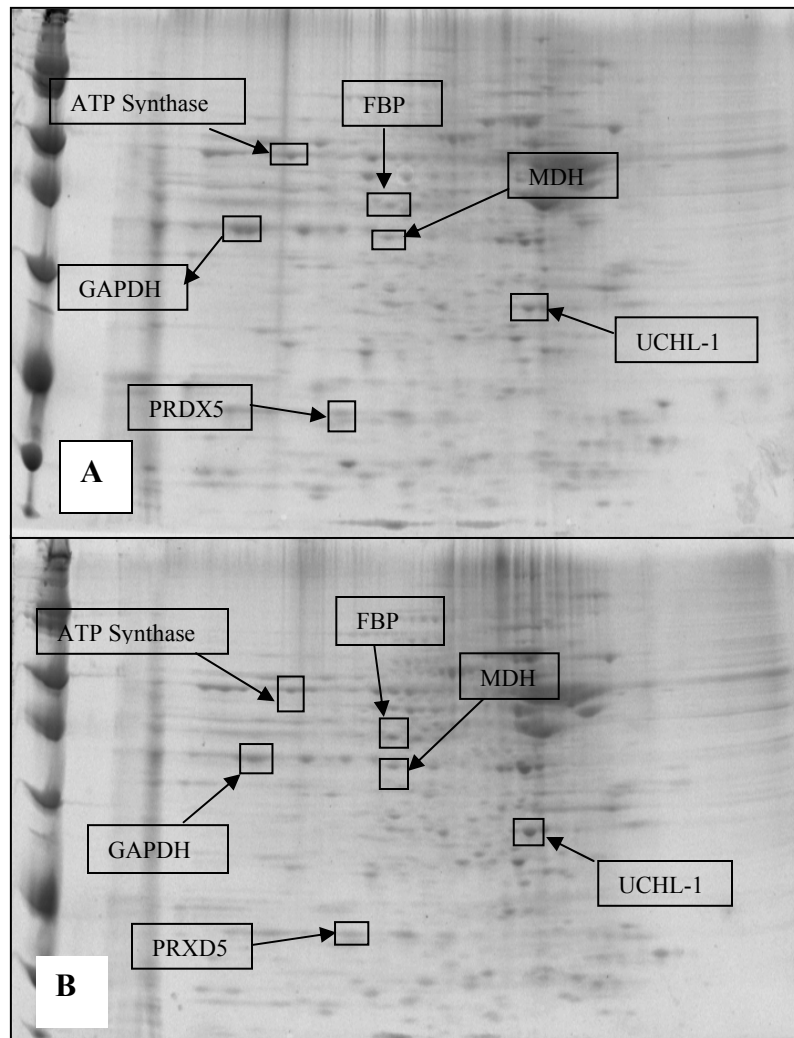 ATP Synthase
FBP
MDH
GAPDH
UCHL-1
PRDX5
A
ATP Synthase
FBP
MDH
GAPDH
UCHL-1
PRXD5
B